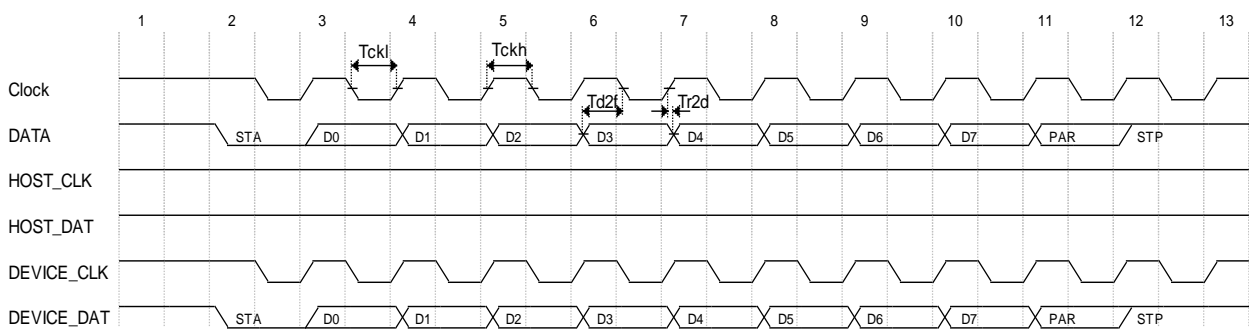 1 2 3 4 5 6 7 8 9 10 11 12 13
Tckl Tckh
Clock
Td2f Tr2d
DATA STA D0 D1 D2 D3 D4 D5 D6 D7 PAR STP
HOST_CLK
HOST_DAT
DEVICE_CLK
DEVICE_DAT STA D0 D1 D2 D3 D4 D5 D6 D7 PAR STP